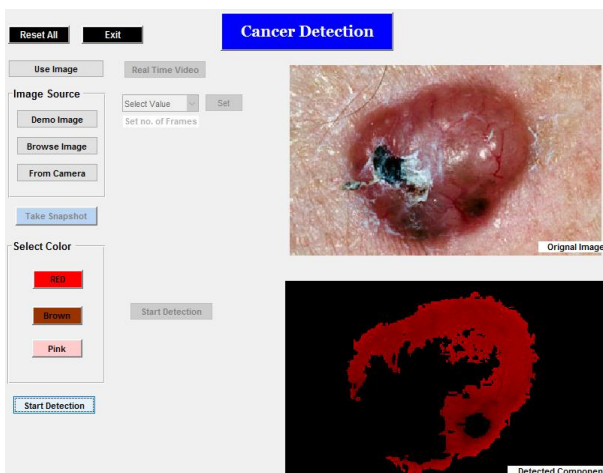 Reset All
Exit
Cancer Detection
Use Image
Real Time Video
Image Source
Select Value
Set
Set no. of Frames
Demo Image
Browse Image
From Camera
Take Snapshot
Orignal Image
Select Color
RED
Brown
Start Detection
Pink
Start Detection
Detected Componen